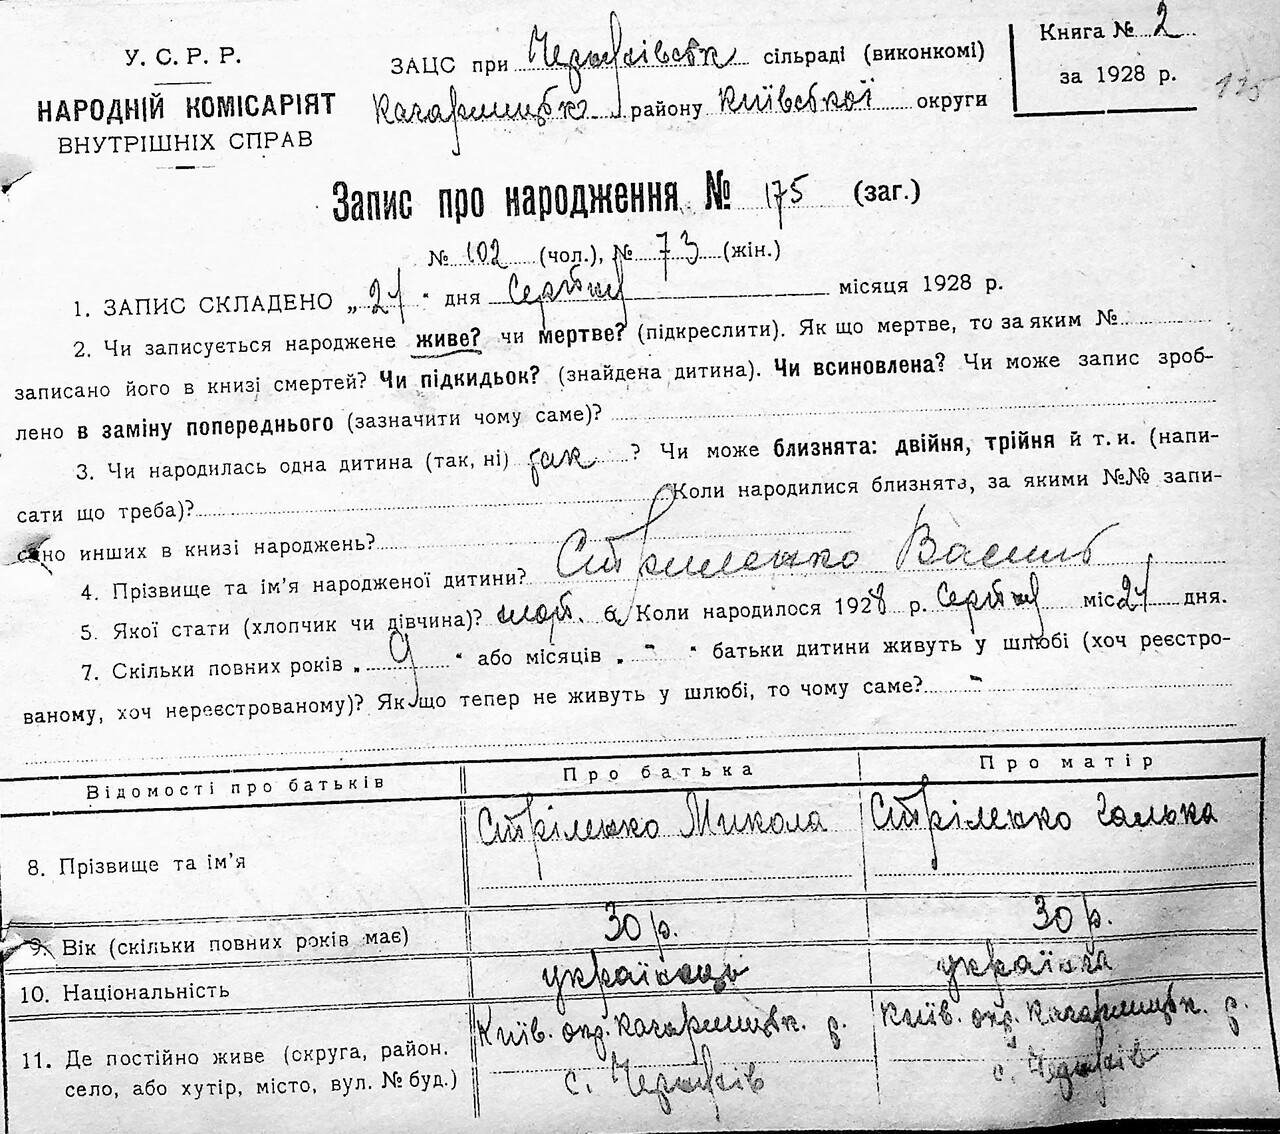 У. С. Р. Р.
НАРОДНІЙ КОМІСАРІЯТ
ВНУТРІШНІХ СПРАВ
ЗАЦС при сільраді (виконкомі)
району Київської округи
Книга № 2
за 1928 р.
175
Запис про народження № 175 (заг.)
№ 102 (чол.), № 73 (жін.)
1. ЗАПИС СКЛАДЕНО „ 24 " дня Серпня місяця 1928 р.
2. Чи записується народжене живе? чи мертве? (підкреслити). Як що мертве, то за яким №
записано його в книзі смертей? Чи підкидьок? (знайдена дитина). Чи всиновлена? Чи може запис зроб-
лено в заміну попереднього (зазначити чому саме)?
3. Чи народилась одна дитина (так, ні) так ? Чи може близнята: двійня, трійня й т. и. (напи-
сати що треба)? Коли народилися близнята, за якими №№ запи-
сано инших в книзі народжень?
4. Прізвище та ім'я народженої дитини? Стриленко Василь
5. Якої стати (хлопчик чи дівчина)? 6 Коли народилося 1928 р. Серпня міс 24 дня.
7. Скільки повних років „ 9 " або місяців „ - " батьки дитини живуть у шлюбі (хоч реєстро-
ваному, хоч нереєстрованому)? Як що тепер не живуть у шлюбі, то чому саме? -
Відомості про батьків Про батька Про матір
8. Прізвище та ім'я Стріленко Микола Стріленко Галька
9. Вік (скільки повних років має) 30 р. 30 р.
10. Національність українець українка
11. Де постійно живе (округа, район, Київ. окр. Кагарлицьк. р. Київ. окр. Кагарлицьк. р.
село, або хутір, місто, вул. № буд.) с. с.